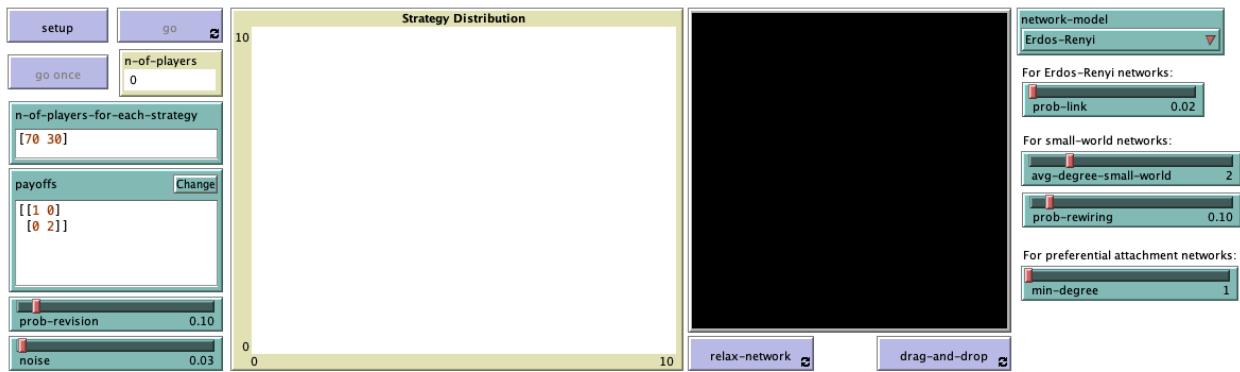 setup
go
go once
n-of-players
0
n-of-players-for-each-strategy
[70 30]
payoffs
Change
[[1 0]
[0 2]]
prob-revision 0.10
noise 0.03
Strategy Distribution
10
0
0 10
relax-network
drag-and-drop
network-model
Erdos-Renyi
For Erdos-Renyi networks:
prob-link 0.02
For small-world networks:
avg-degree-small-world 2
prob-rewiring 0.10
For preferential attachment networks:
min-degree 1